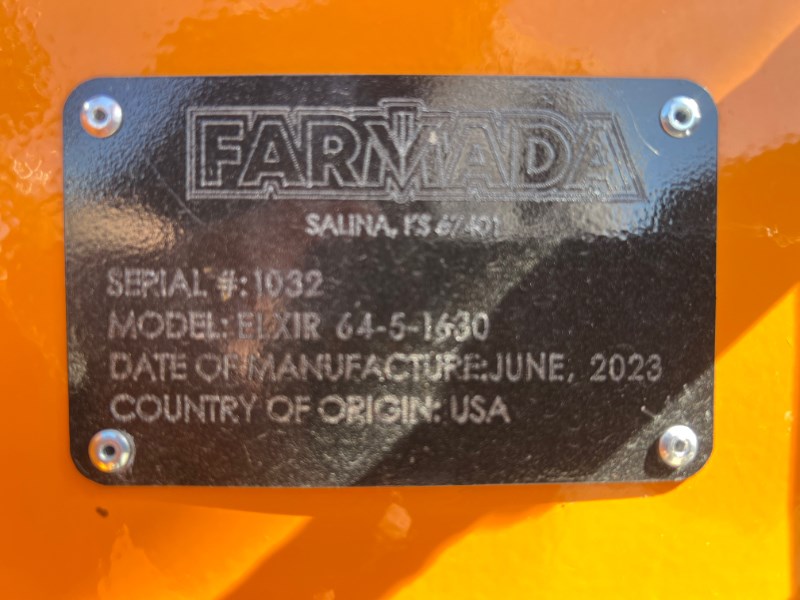 FARMADA
SALINA, KS 67401
SERIAL #:1032
MODEL: ELXIR 64-5-1630
DATE OF MANUFACTURE:JUNE, 2023
COUNTRY OF ORIGIN: USA